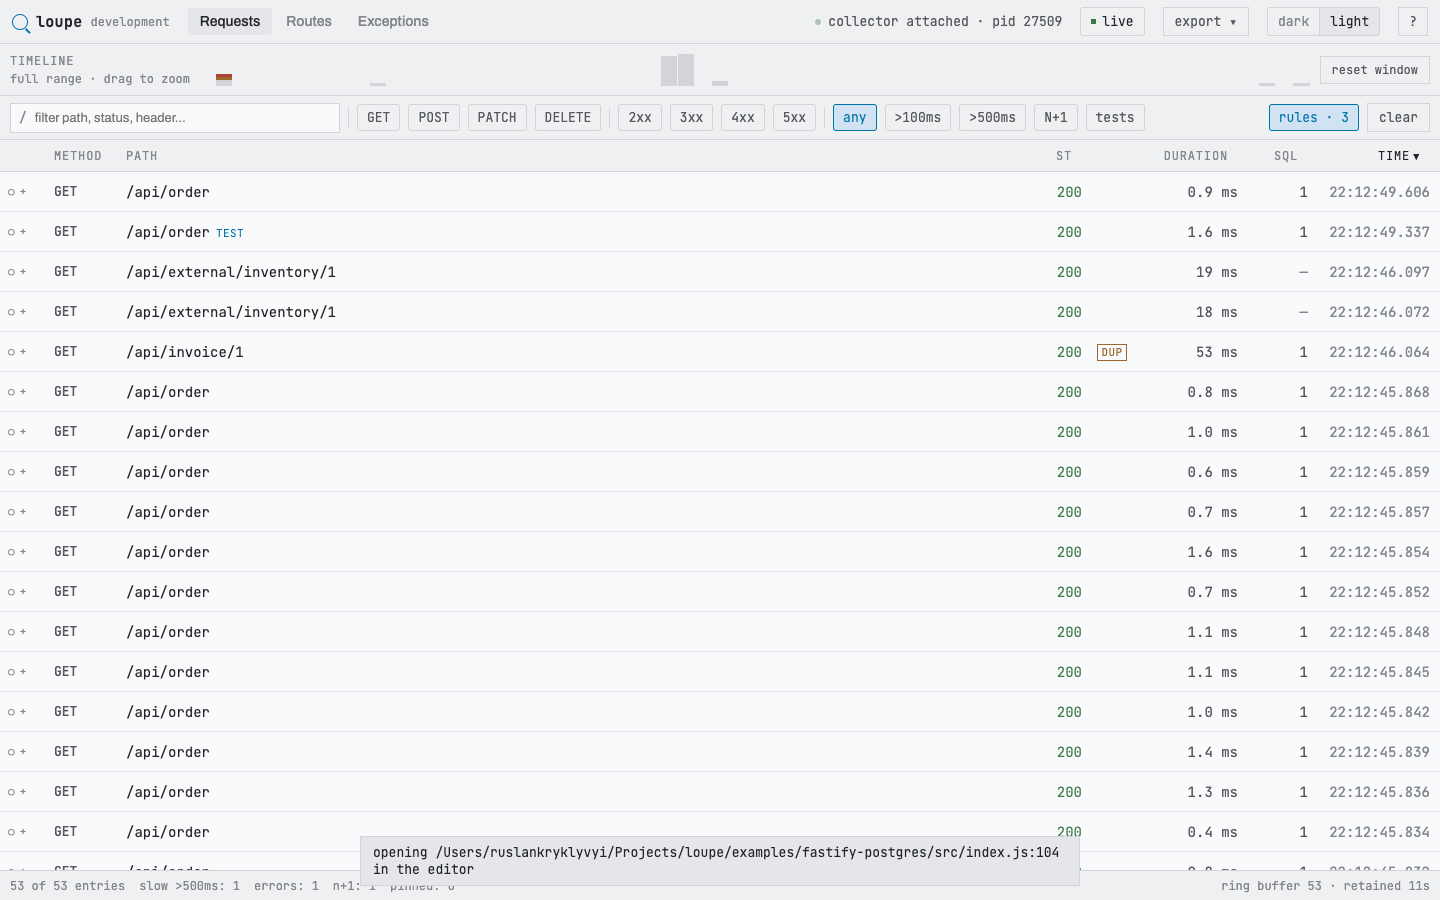 loupe development Requests Routes Exceptions collector attached · pid 27509 live export ▾ dark light ?
TIMELINE
full range · drag to zoom reset window
/ filter path, status, header... GET POST PATCH DELETE 2xx 3xx 4xx 5xx any >100ms >500ms N+1 tests rules · 3 clear
METHOD PATH ST DURATION SQL TIME ▼
○ + GET /api/order 200 0.9 ms 1 22:12:49.606
○ + GET /api/order TEST 200 1.6 ms 1 22:12:49.337
○ + GET /api/external/inventory/1 200 19 ms — 22:12:46.097
○ + GET /api/external/inventory/1 200 18 ms — 22:12:46.072
○ + GET /api/invoice/1 200 DUP 53 ms 1 22:12:46.064
○ + GET /api/order 200 0.8 ms 1 22:12:45.868
○ + GET /api/order 200 1.0 ms 1 22:12:45.861
○ + GET /api/order 200 0.6 ms 1 22:12:45.859
○ + GET /api/order 200 0.7 ms 1 22:12:45.857
○ + GET /api/order 200 1.6 ms 1 22:12:45.854
○ + GET /api/order 200 0.7 ms 1 22:12:45.852
○ + GET /api/order 200 1.1 ms 1 22:12:45.848
○ + GET /api/order 200 1.1 ms 1 22:12:45.845
○ + GET /api/order 200 1.0 ms 1 22:12:45.842
○ + GET /api/order 200 1.4 ms 1 22:12:45.839
○ + GET /api/order 200 1.3 ms 1 22:12:45.836
○ + GET /api/order 200 0.4 ms 1 22:12:45.834
opening /Users/ruslankryklyvyi/Projects/loupe/examples/fastify-postgres/src/index.js:104
in the editor
53 of 53 entries slow >500ms: 1 errors: 1 n+1: 1 ring buffer 53 · retained 11s